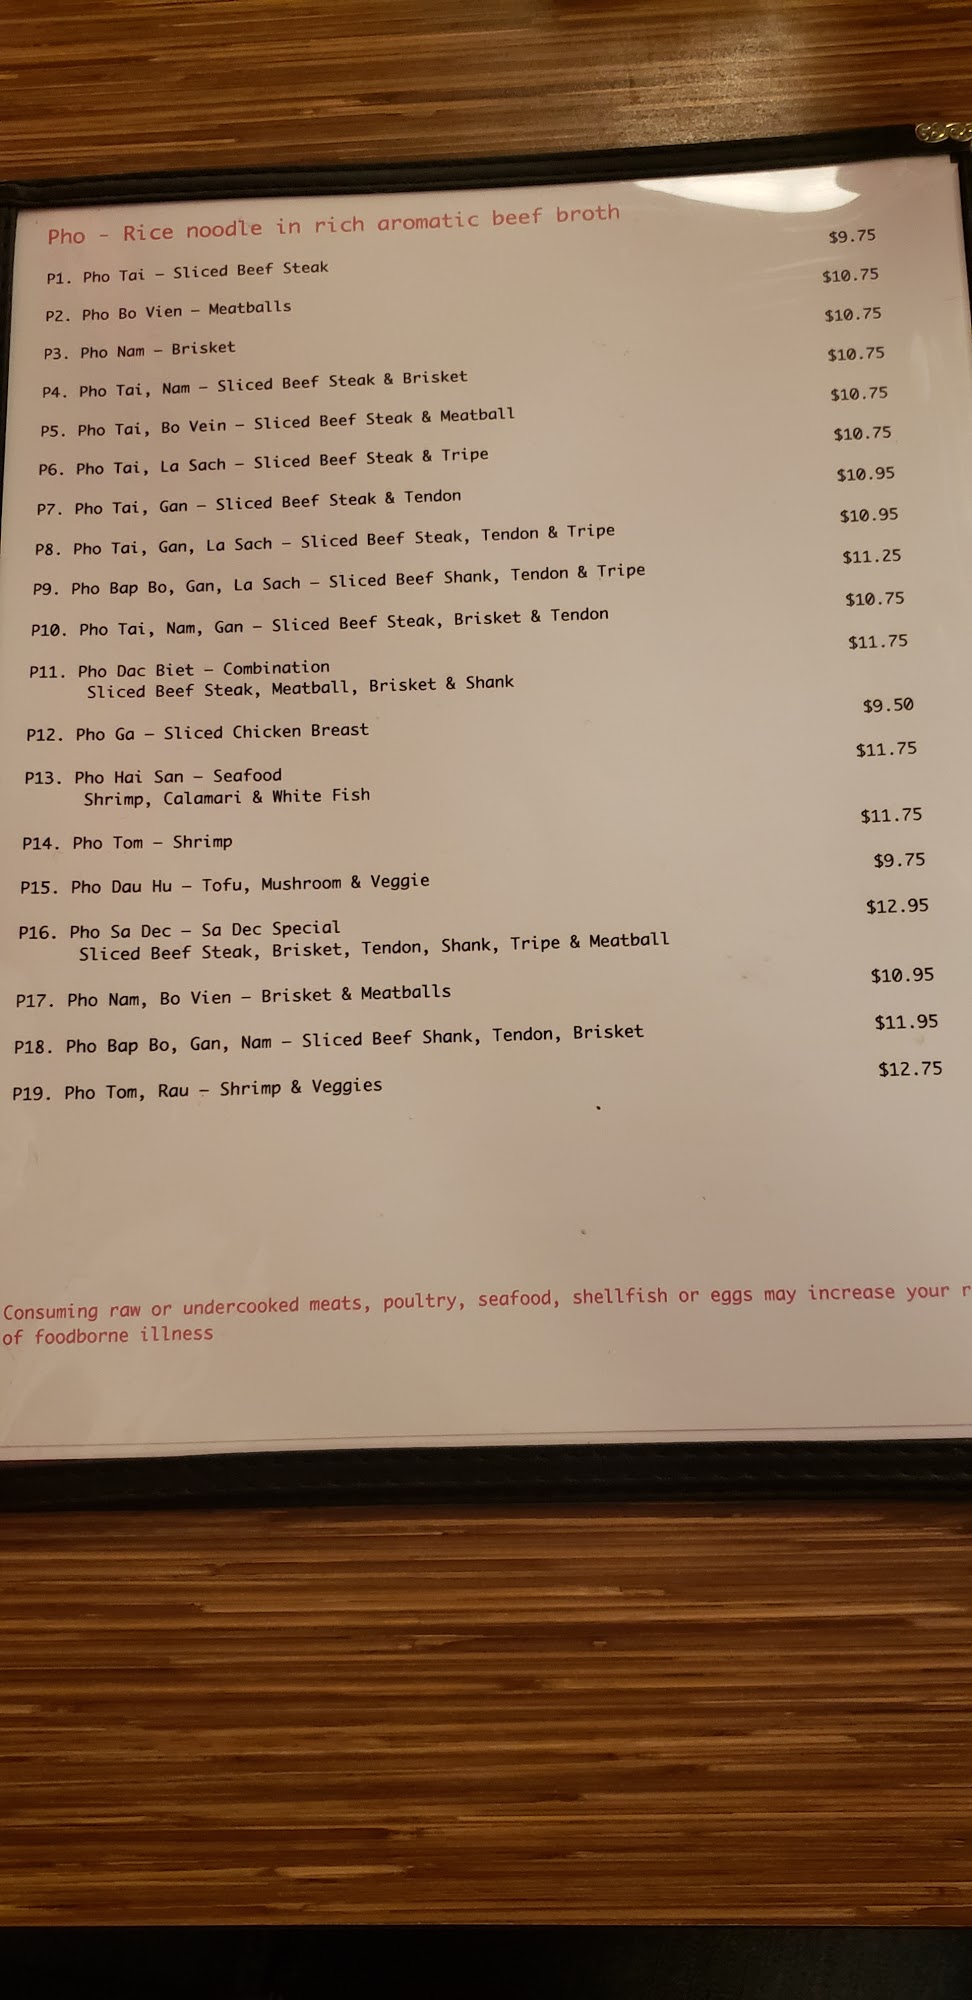 Pho - Rice noodle in rich aromatic beef broth
P1. Pho Tai – Sliced Beef Steak $9.75
P2. Pho Bo Vien – Meatballs $10.75
P3. Pho Nam – Brisket $10.75
P4. Pho Tai, Nam – Sliced Beef Steak & Brisket $10.75
P5. Pho Tai, Bo Vein – Sliced Beef Steak & Meatball $10.75
P6. Pho Tai, La Sach – Sliced Beef Steak & Tripe $10.75
P7. Pho Tai, Gan – Sliced Beef Steak & Tendon $10.95
P8. Pho Tai, Gan, La Sach – Sliced Beef Steak, Tendon & Tripe $10.95
P9. Pho Bap Bo, Gan, La Sach – Sliced Beef Shank, Tendon & Tripe $11.25
P10. Pho Tai, Nam, Gan – Sliced Beef Steak, Brisket & Tendon $10.75
P11. Pho Dac Biet – Combination $11.75
Sliced Beef Steak, Meatball, Brisket & Shank
P12. Pho Ga – Sliced Chicken Breast $9.50
P13. Pho Hai San – Seafood $11.75
Shrimp, Calamari & White Fish
P14. Pho Tom – Shrimp $11.75
P15. Pho Dau Hu – Tofu, Mushroom & Veggie $9.75
P16. Pho Sa Dec – Sa Dec Special $12.95
Sliced Beef Steak, Brisket, Tendon, Shank, Tripe & Meatball
P17. Pho Nam, Bo Vien – Brisket & Meatballs $10.95
P18. Pho Bap Bo, Gan, Nam – Sliced Beef Shank, Tendon, Brisket $11.95
P19. Pho Tom, Rau – Shrimp & Veggies $12.75
Consuming raw or undercooked meats, poultry, seafood, shellfish or eggs may increase your
of foodborne illness